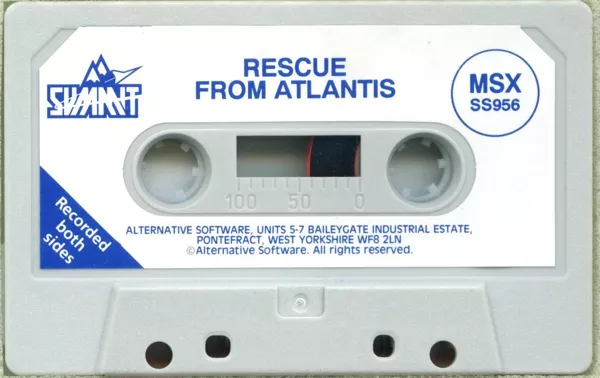 SUMMIT
RESCUE
FROM ATLANTIS
MSX
SS956
Recorded
both
sides
100 50 0
ALTERNATIVE SOFTWARE, UNITS 5-7 BAILEYGATE INDUSTRIAL ESTATE,
PONTEFRACT, WEST YORKSHIRE WF8 2LN
©Alternative Software. All rights reserved.